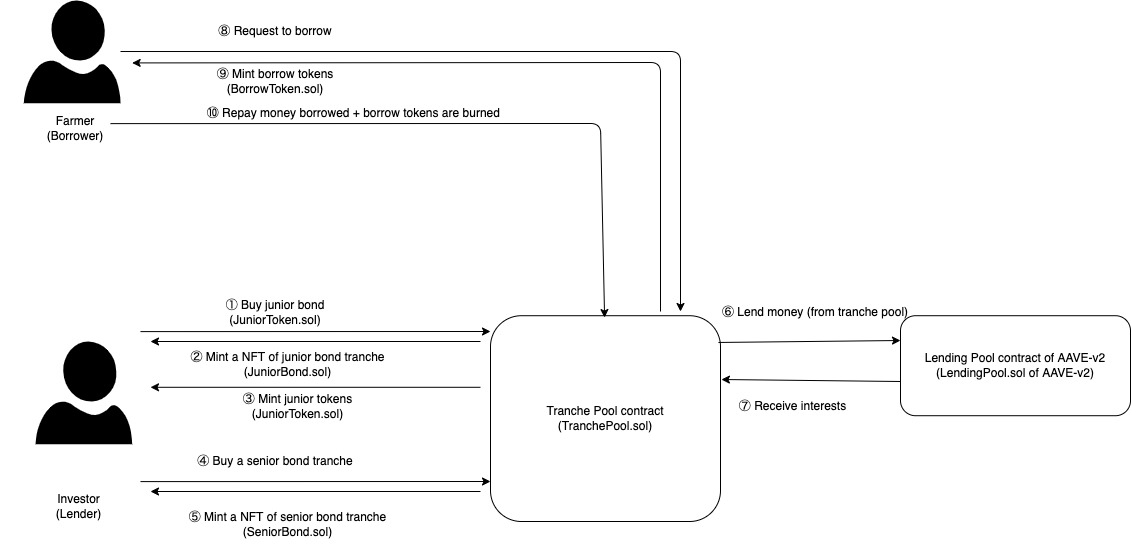 ⑧ Request to borrow
⑨ Mint borrow tokens
(BorrowToken.sol)
⑩ Repay money borrowed + borrow tokens are burned
Farmer
(Borrower)
① Buy junior bond
(JuniorToken.sol)
② Mint a NFT of junior bond tranche
(JuniorBond.sol)
③ Mint junior tokens
(JuniorToken.sol)
④ Buy a senior bond tranche
Investor
(Lender)
⑤ Mint a NFT of senior bond tranche
(SeniorBond.sol)
Tranche Pool contract
(TranchePool.sol)
⑥ Lend money (from tranche pool)
⑦ Receive interests
Lending Pool contract of AAVE-v2
(LendingPool.sol of AAVE-v2)